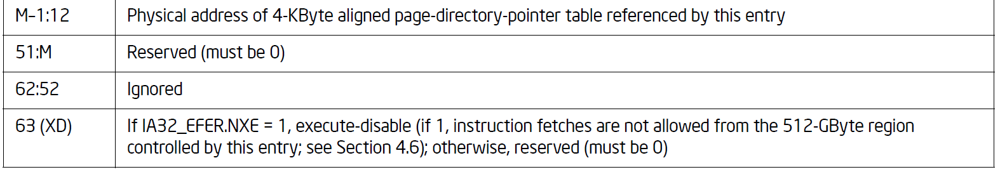 M–1:12 Physical address of 4-KByte aligned page-directory-pointer table referenced by this entry
51:M Reserved (must be 0)
62:52 Ignored
63 (XD) If IA32_EFER.NXE = 1, execute-disable (if 1, instruction fetches are not allowed from the 512-GByte region
controlled by this entry; see Section 4.6); otherwise, reserved (must be 0)